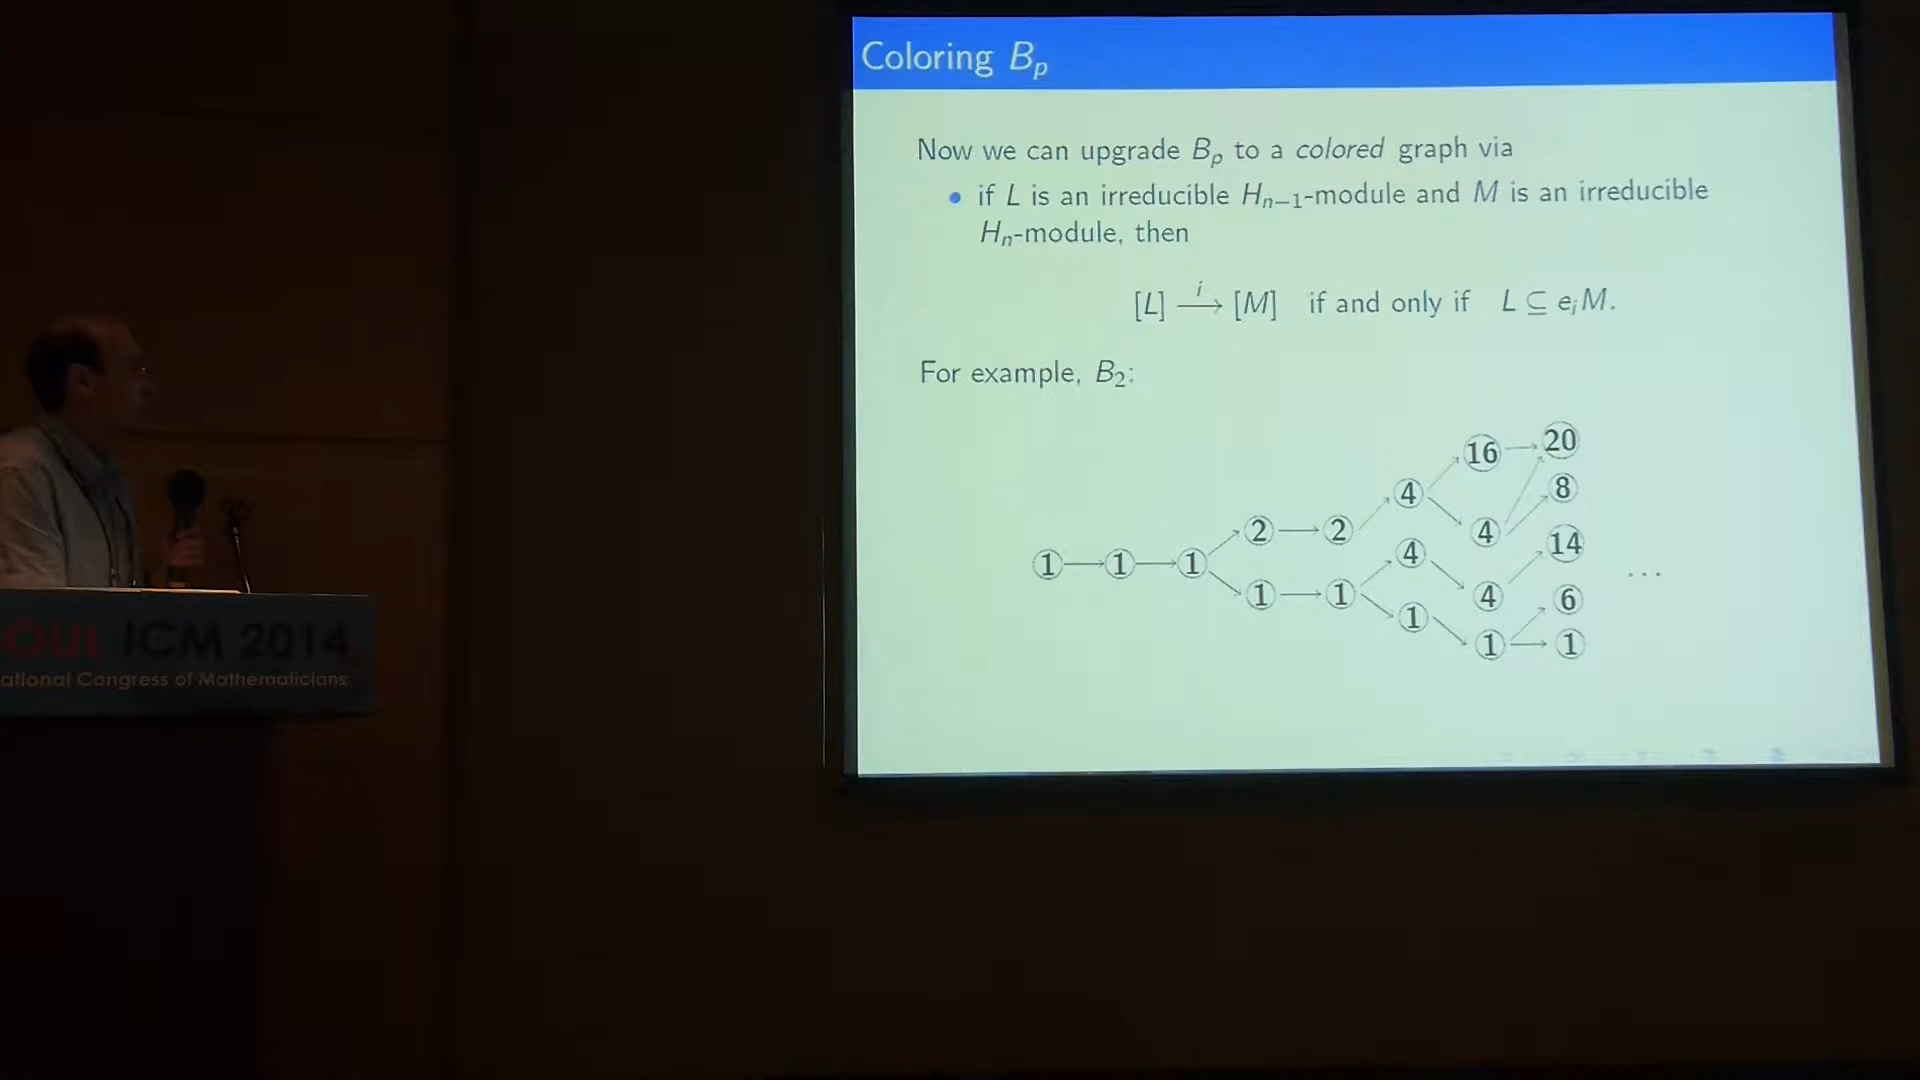 Coloring B_p
Now we can upgrade B_p to a colored graph via
• if L is an irreducible H_{n−1}-module and M is an irreducible
H_n-module, then
[L] —i→ [M] if and only if L ⊆ e_iM.
For example, B_2:
16 → 20
8
4
2 → 2
4
14
4
1 → 1 → 1
...
1 → 1
4
6
1
1 → 1
OUL ICM 2014
ational Congress of Mathematicians